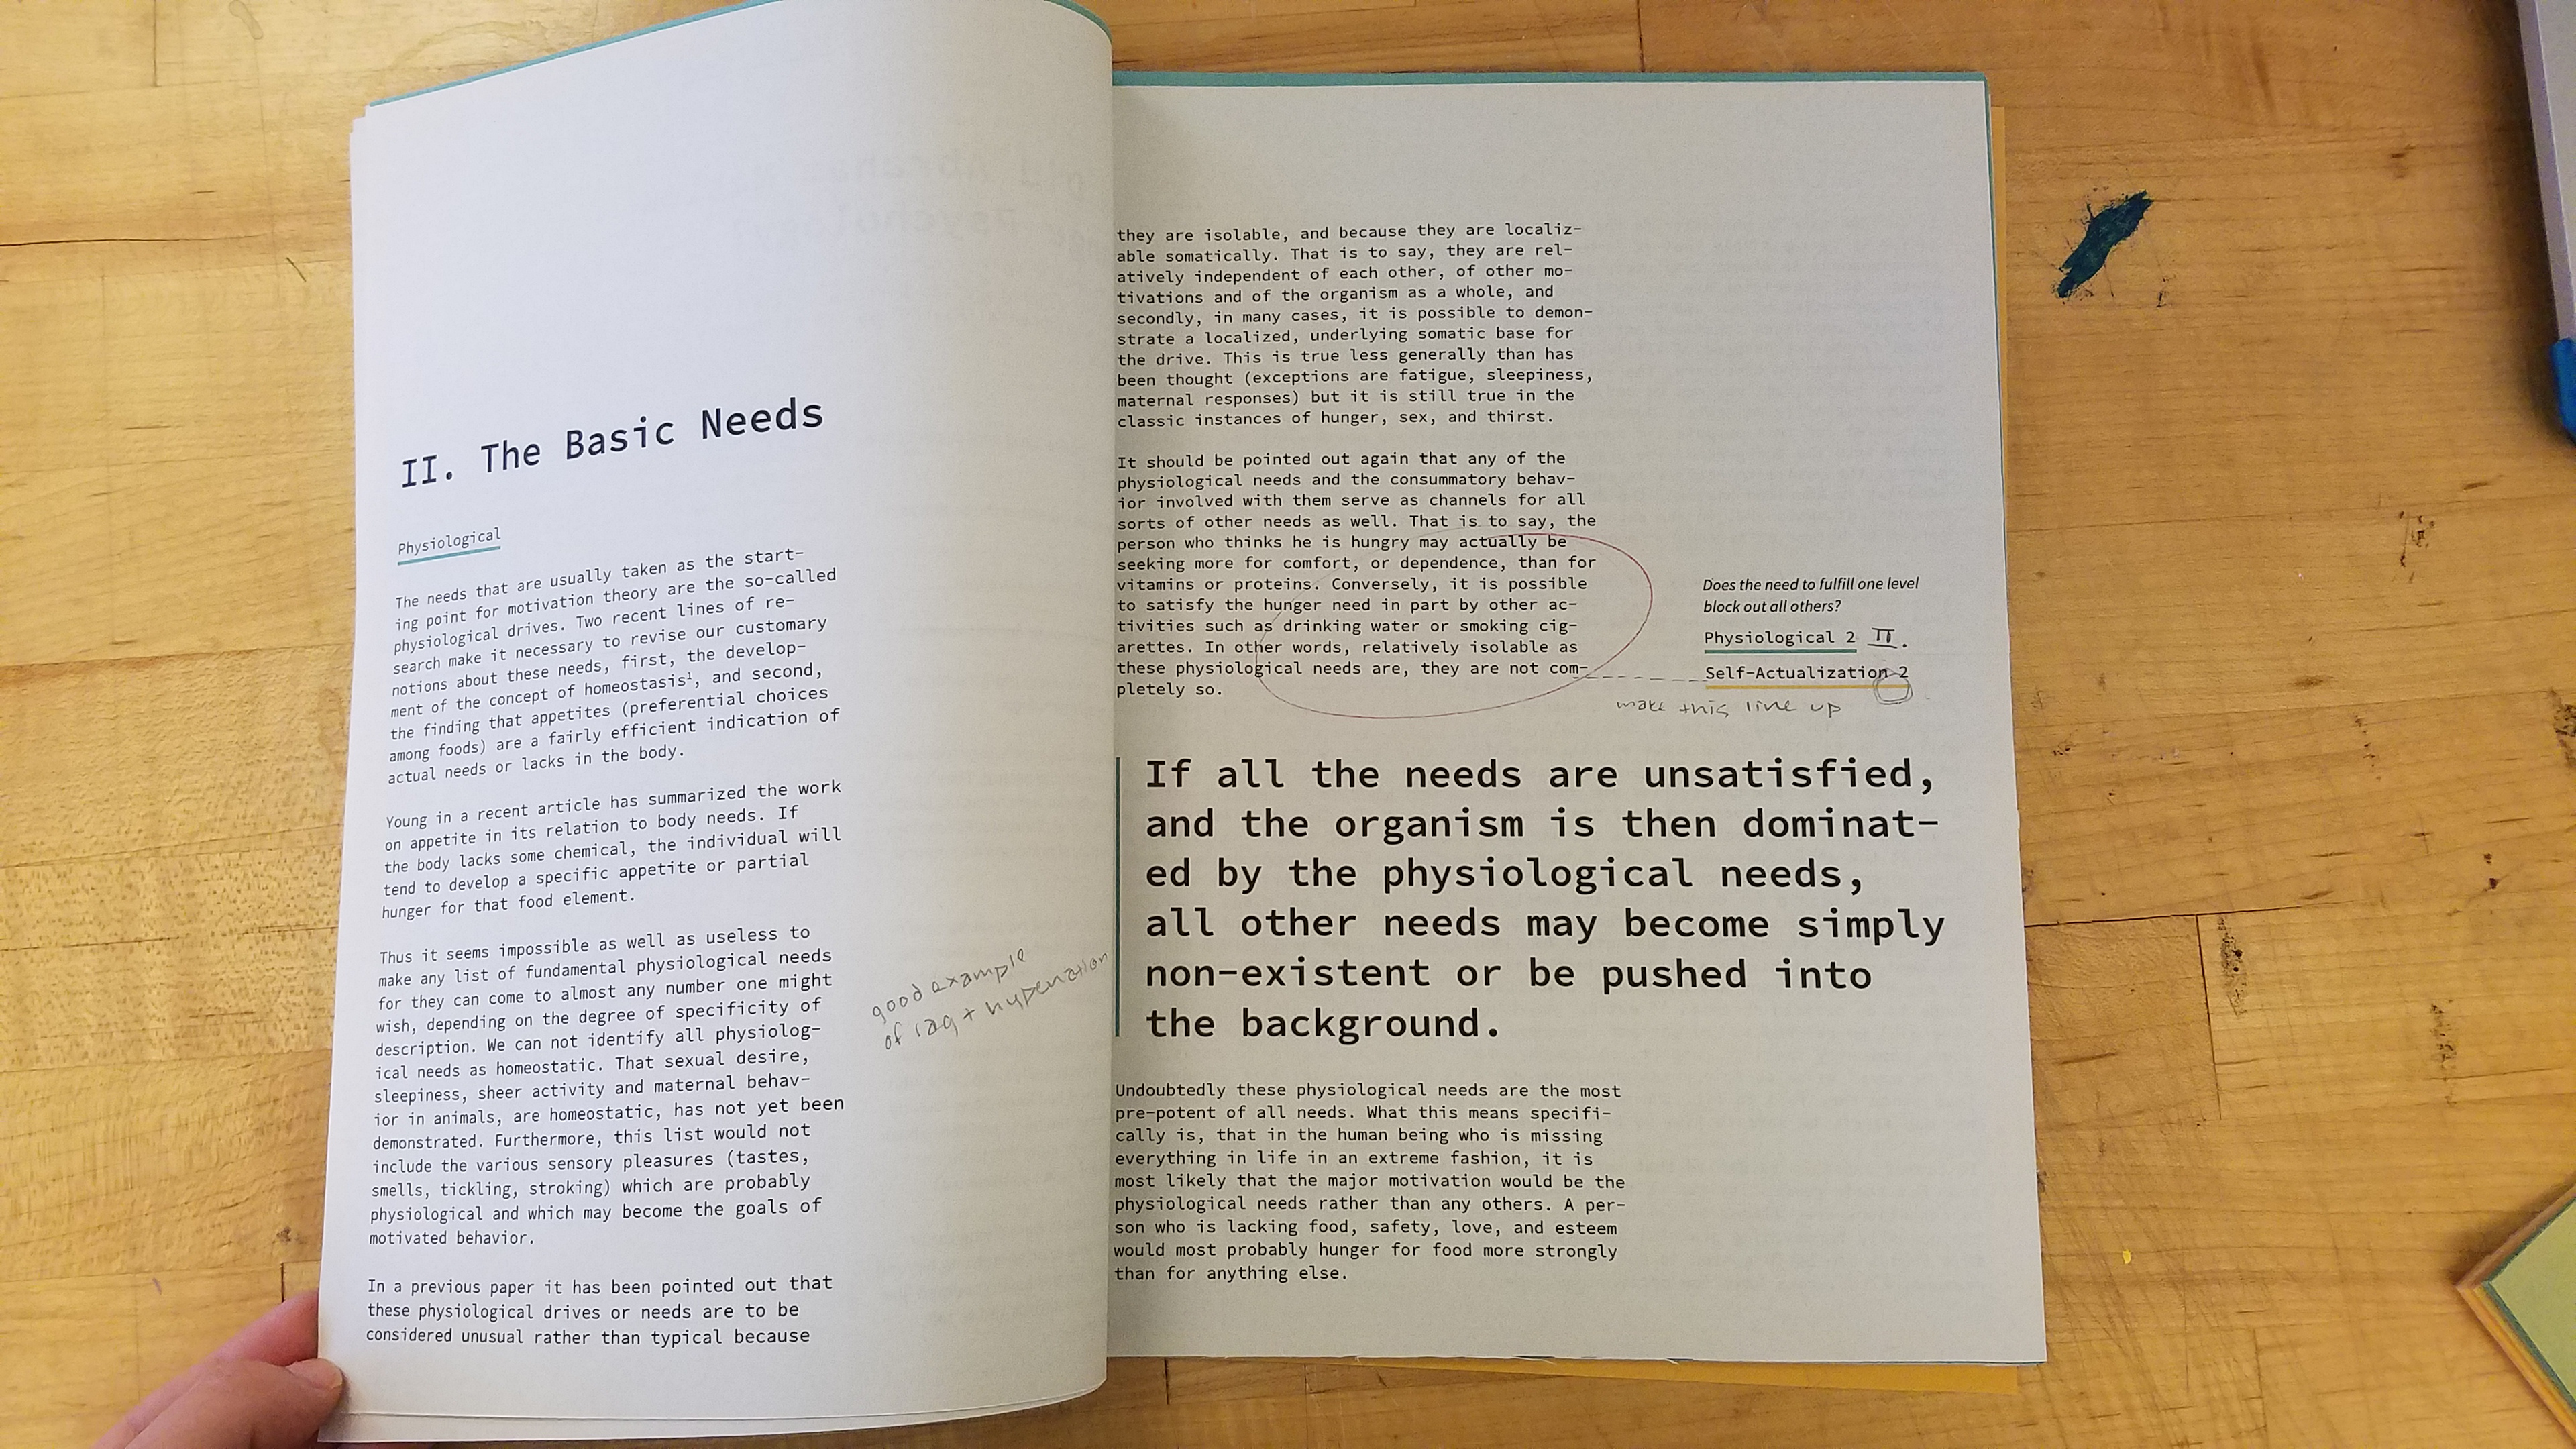 II. The Basic Needs
Physiological
The needs that are usually taken as the start-
ing point for motivation theory are the so-called
physiological drives. Two recent lines of re-
search make it necessary to revise our customary
notions about these needs, first, the develop-
ment of the concept of homeostasis¹, and second,
the finding that appetites (preferential choices
among foods) are a fairly efficient indication of
actual needs or lacks in the body.
Young in a recent article has summarized the work
on appetite in its relation to body needs. If
the body lacks some chemical, the individual will
tend to develop a specific appetite or partial
hunger for that food element.
Thus it seems impossible as well as useless to
make any list of fundamental physiological needs
for they can come to almost any number one might
wish, depending on the degree of specificity of
description. We can not identify all physiolog-
ical needs as homeostatic. That sexual desire,
sleepiness, sheer activity and maternal behav-
ior in animals, are homeostatic, has not yet been
demonstrated. Furthermore, this list would not
include the various sensory pleasures (tastes,
smells, tickling, stroking) which are probably
physiological and which may become the goals of
motivated behavior.
In a previous paper it has been pointed out that
these physiological drives or needs are to be
considered unusual rather than typical because
good example
of rag + hypenation
they are isolable, and because they are localiz-
able somatically. That is to say, they are rel-
atively independent of each other, of other mo-
tivations and of the organism as a whole, and
secondly, in many cases, it is possible to demon-
strate a localized, underlying somatic base for
the drive. This is true less generally than has
been thought (exceptions are fatigue, sleepiness,
maternal responses) but it is still true in the
classic instances of hunger, sex, and thirst.
It should be pointed out again that any of the
physiological needs and the consummatory behav-
ior involved with them serve as channels for all
sorts of other needs as well. That is to say, the
person who thinks he is hungry may actually be
seeking more for comfort, or dependence, than for
vitamins or proteins. Conversely, it is possible
to satisfy the hunger need in part by other ac-
tivities such as drinking water or smoking cig-
arettes. In other words, relatively isolable as
these physiological needs are, they are not com-
pletely so.
Does the need to fulfill one level
block out all others?
Physiological 2 II.
Self-Actualization 2
make this line up
If all the needs are unsatisfied,
and the organism is then dominat-
ed by the physiological needs,
all other needs may become simply
non-existent or be pushed into
the background.
Undoubtedly these physiological needs are the most
pre-potent of all needs. What this means specifi-
cally is, that in the human being who is missing
everything in life in an extreme fashion, it is
most likely that the major motivation would be the
physiological needs rather than any others. A per-
son who is lacking food, safety, love, and esteem
would most probably hunger for food more strongly
than for anything else.